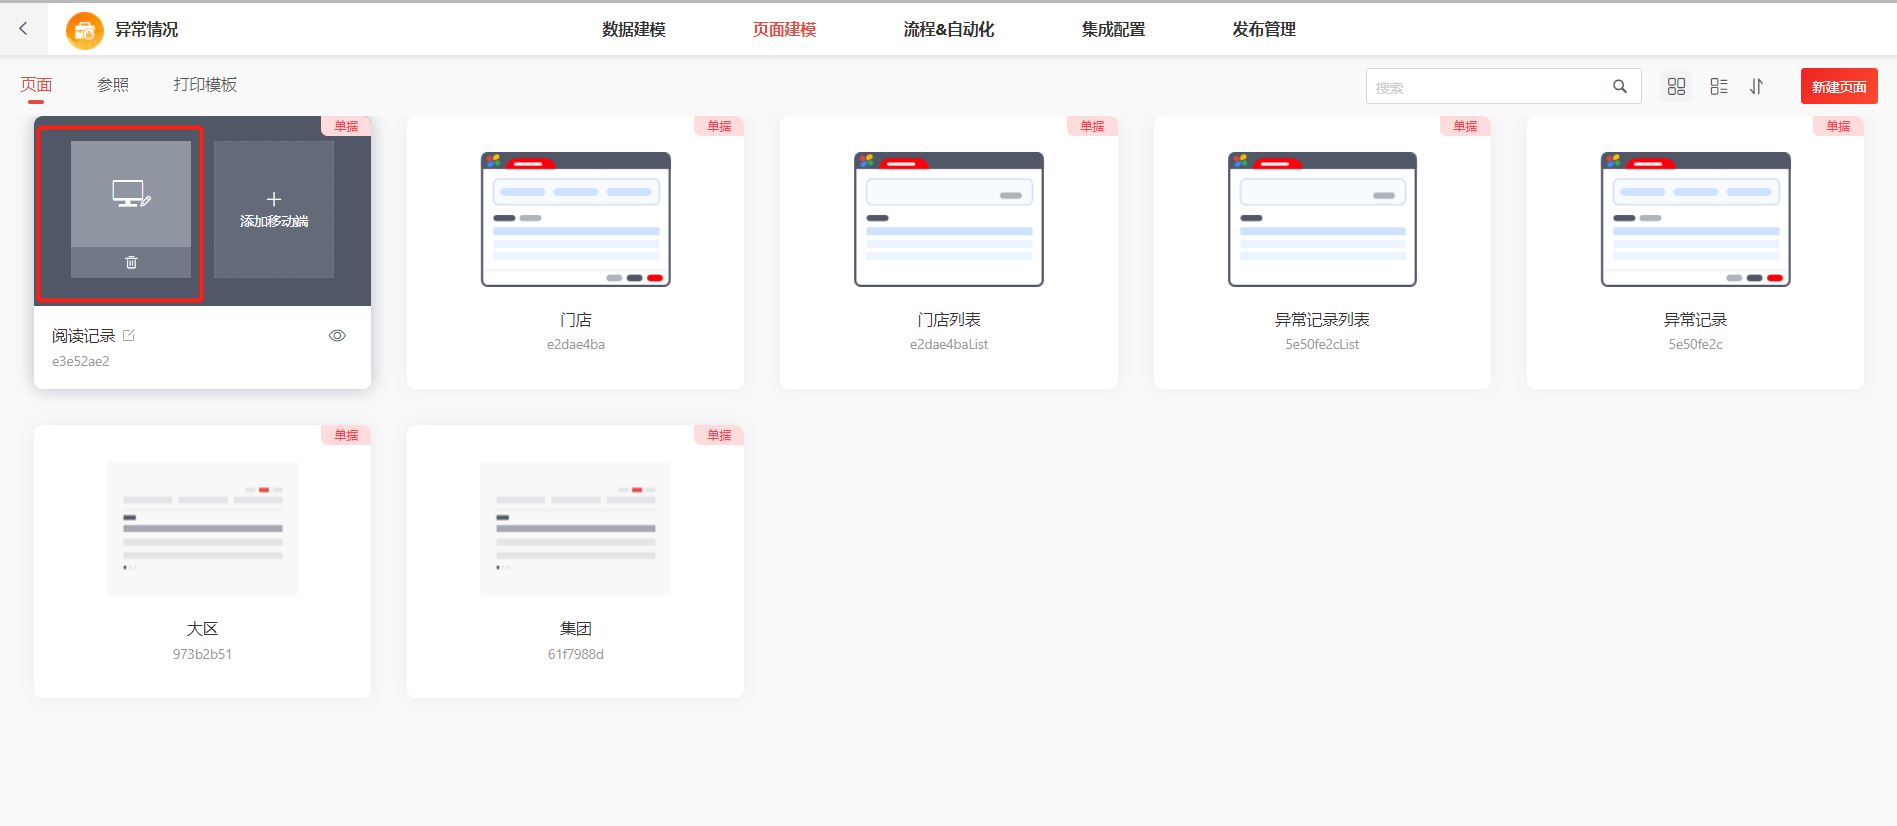 异常情况
数据建模
页面建模
流程&自动化
集成配置
发布管理
页面
参照
打印模板
搜索
新建页面
单据
添加移动端
阅读记录
e3e52ae2
单据
门店
e2dae4ba
单据
门店列表
e2dae4baList
单据
异常记录列表
5e50fe2cList
单据
异常记录
5e50fe2c
单据
大区
973b2b51
单据
集团
61f7988d